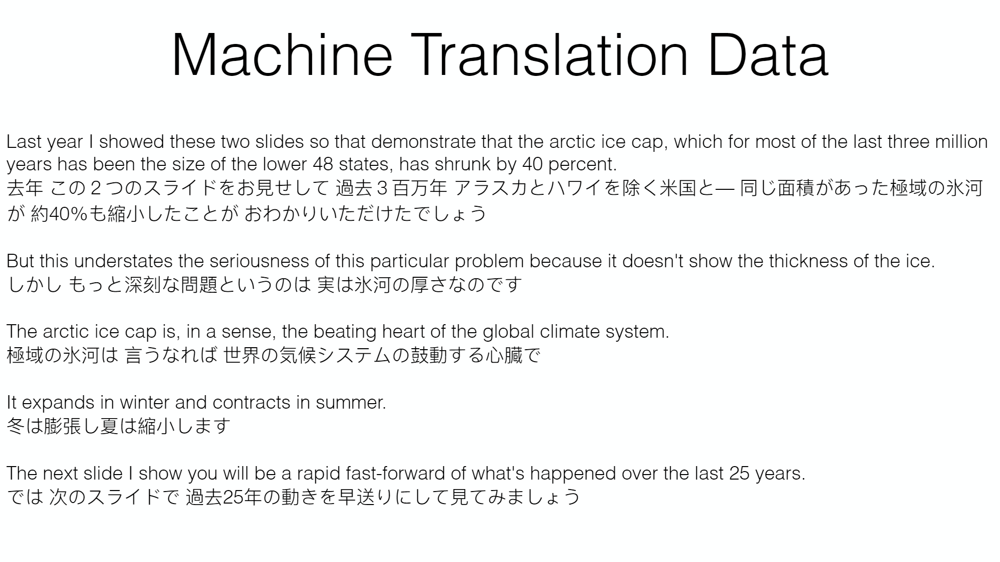 Machine Translation Data
Last year I showed these two slides so that demonstrate that the arctic ice cap, which for most of the last three million
years has been the size of the lower 48 states, has shrunk by 40 percent.
去年 この２つのスライドをお見せして 過去３百万年 アラスカとハワイを除く米国と— 同じ面積があった極域の氷河
が 約40%も縮小したことが おわかりいただけたでしょう
But this understates the seriousness of this particular problem because it doesn't show the thickness of the ice.
しかし もっと深刻な問題というのは 実は氷河の厚さなのです
The arctic ice cap is, in a sense, the beating heart of the global climate system.
極域の氷河は 言うなれば 世界の気候システムの鼓動する心臓で
It expands in winter and contracts in summer.
冬は膨張し夏は縮小します
The next slide I show you will be a rapid fast-forward of what's happened over the last 25 years.
では 次のスライドで 過去25年の動きを早送りにして見てみましょう